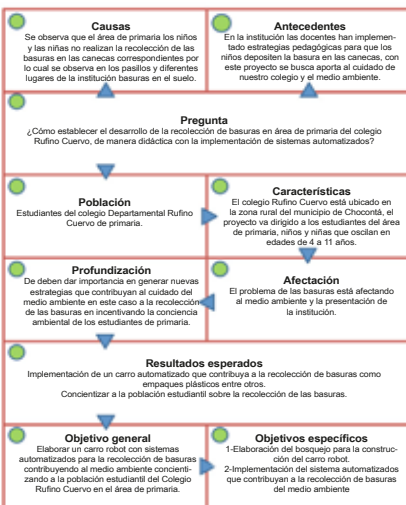 Causas
Se observa que el área de primaria los niños
y las niñas no realizan la recolección de las
basuras en las canecas correspondientes por
lo cual se observa en los pasillos y diferentes
lugares de la institución basuras en el suelo.
Antecedentes
En la institución las docentes han implemen-
tado estrategias pedagógicas para que los
niños depositen la basura en las canecas, con
este proyecto se busca aporta al cuidado de
nuestro colegio y el medio ambiente.
Pregunta
¿Cómo establecer el desarrollo de la recolección de basuras en área de primaria del colegio
Rufino Cuervo, de manera didáctica con la implementación de sistemas automatizados?
Población
Estudiantes del colegio Departamental Rufino
Cuervo de primaria.
Características
El colegio Rufino Cuervo está ubicado en
la zona rural del municipio de Chocontá, el
proyecto va dirigido a los estudiantes del área
de primaria, niños y niñas que oscilan en
edades de 4 a 11 años.
Profundización
De deben dar importancia en generar nuevas
estrategias que contribuyan al cuidado del
medio ambiente en este caso a la recolección
de las basuras en incentivando la conciencia
ambiental de los estudiantes de primaria.
Afectación
El problema de las basuras está afectando
al medio ambiente y la presentación de
la institución.
Resultados esperados
Implementación de un carro automatizado que contribuya a la recolección de basuras como
empaques plásticos entre otros.
Concientizar a la población estudiantil sobre la recolección de las basuras.
Objetivo general
Elaborar un carro robot con sistemas
automatizados para la recolección de basuras
contribuyendo al medio ambiente concienti-
zando a la población estudiantil del Colegio
Rufino Cuervo en el área de primaria.
Objetivos específicos
1-Elaboración del bosquejo para la construc-
ción del carro robot.
2-Implementación del sistema automatizados
que contribuyan a la recolección de basuras
del medio ambiente